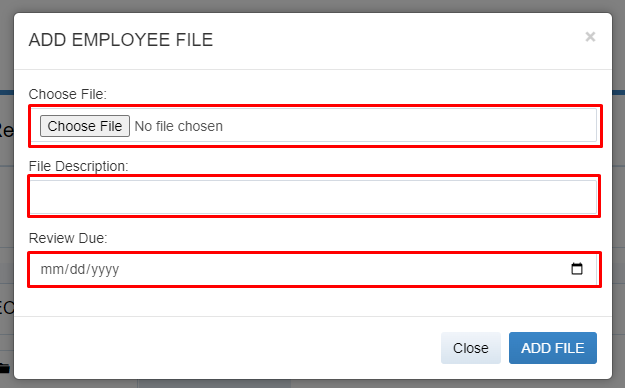 ADD EMPLOYEE FILE ×
Choose File:
Choose File No file chosen
File Description:
Review Due:
mm/dd/yyyy
Close ADD FILE